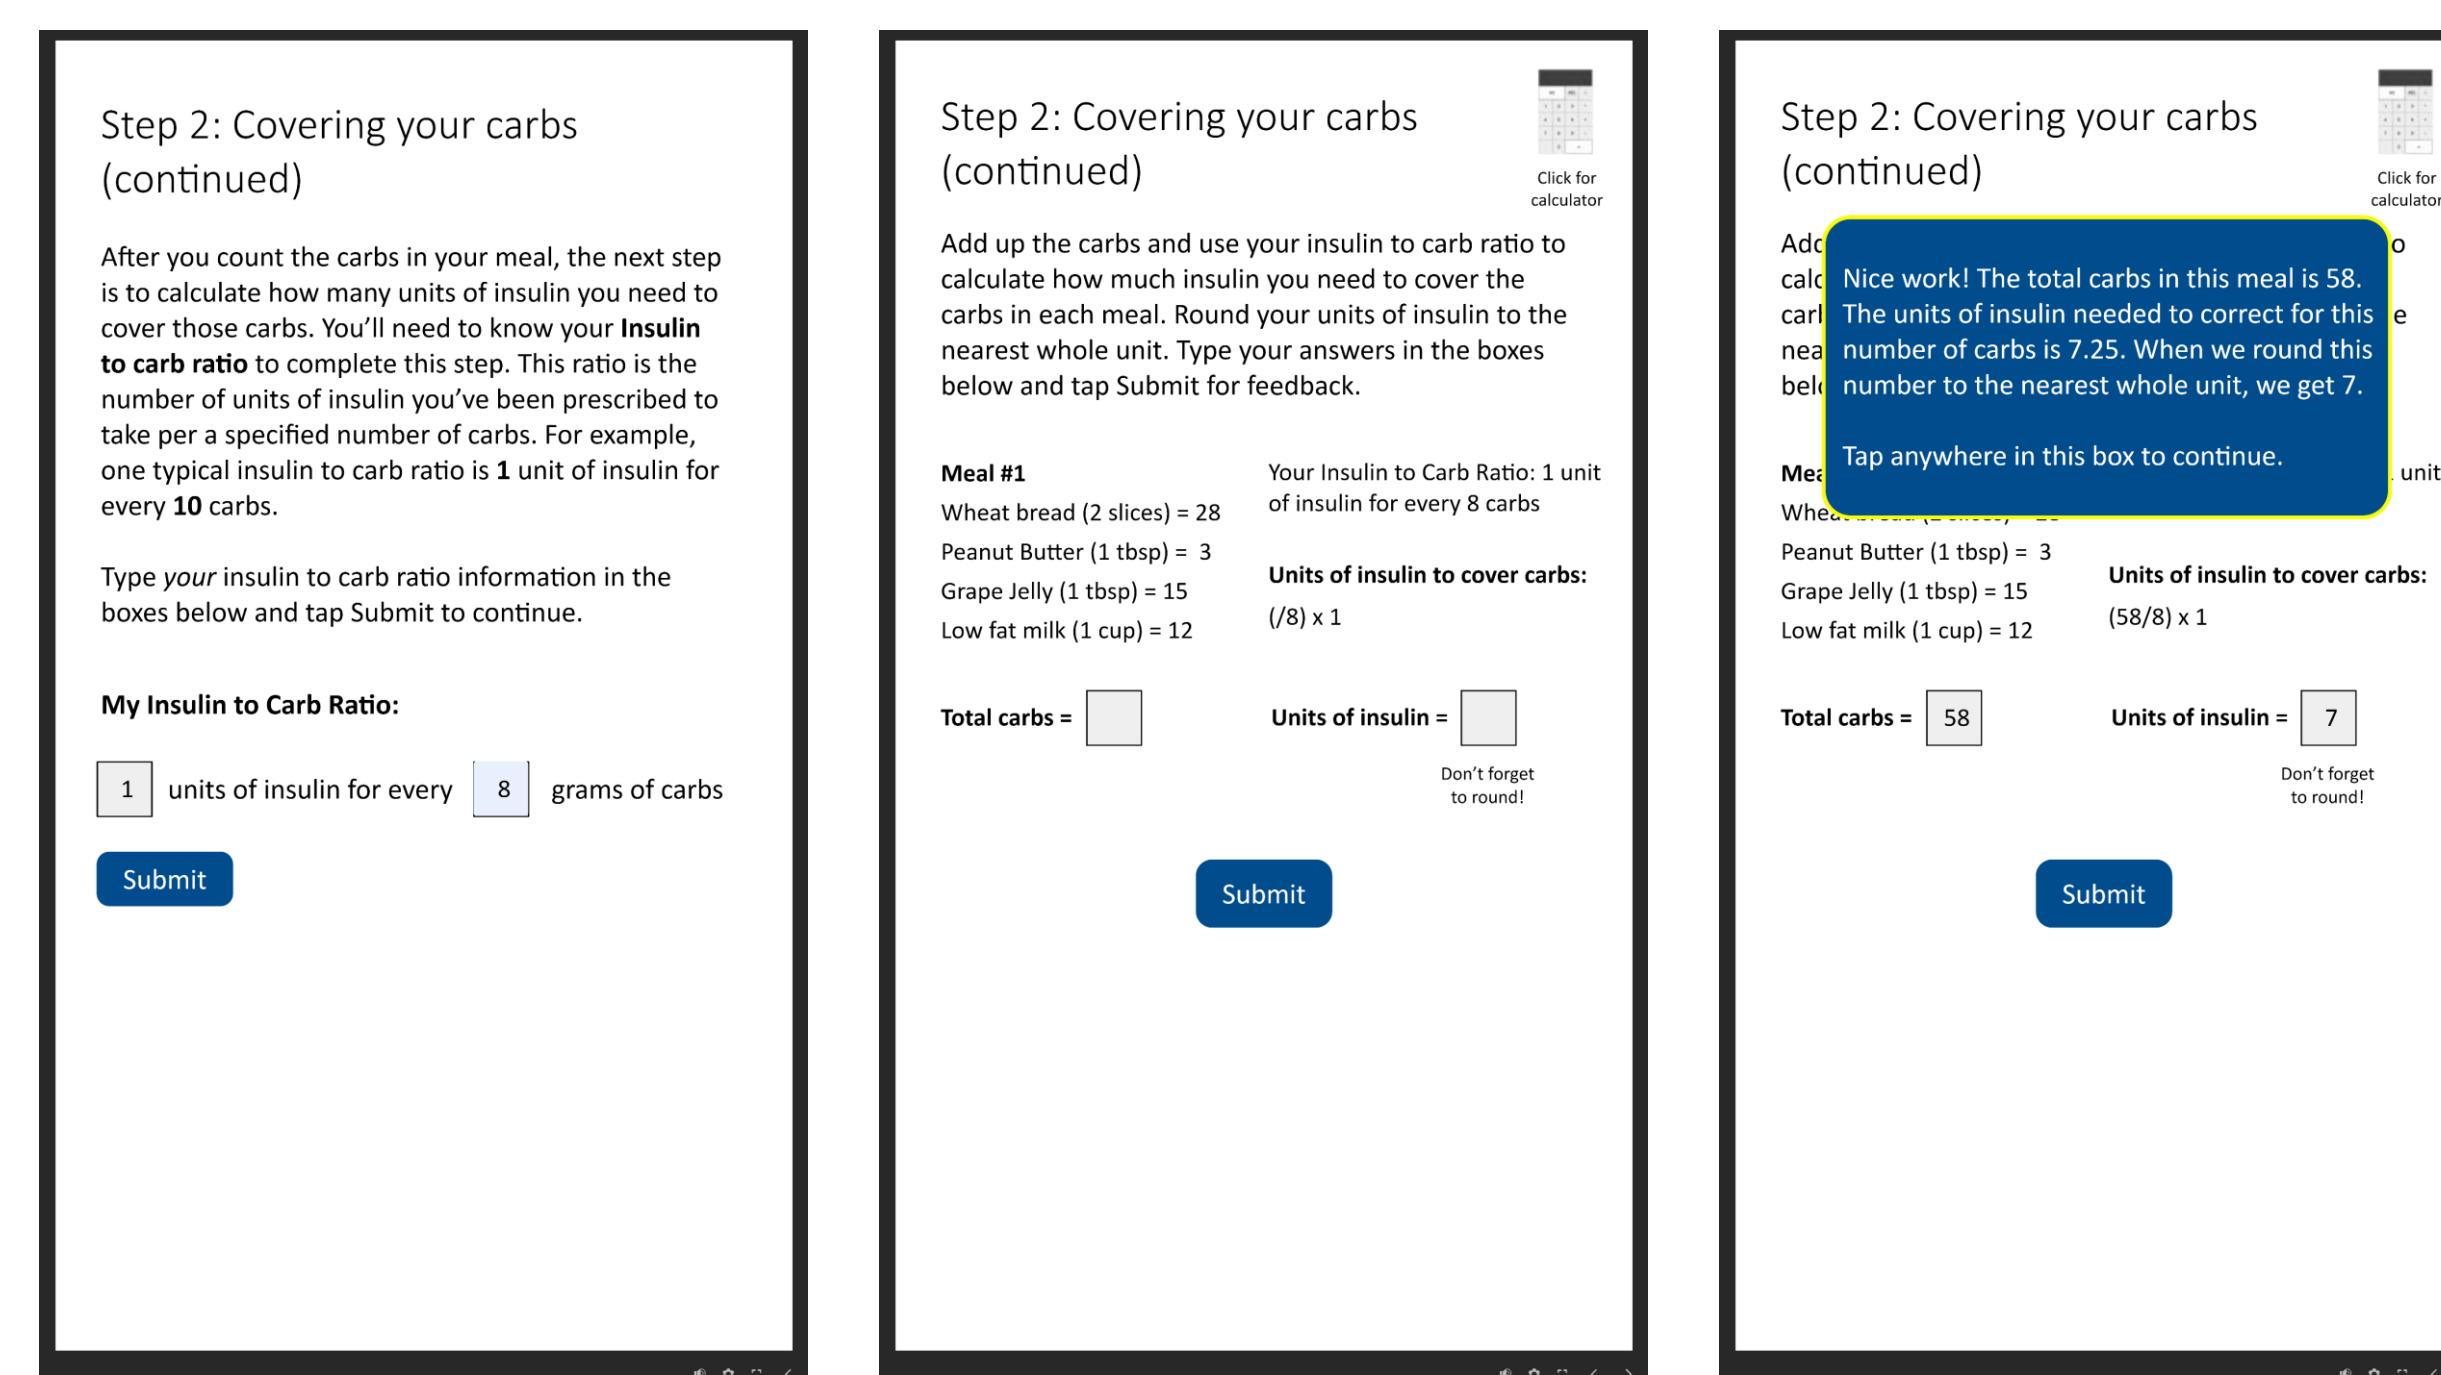 Step 2: Covering your carbs
(continued)
After you count the carbs in your meal, the next step
is to calculate how many units of insulin you need to
cover those carbs. You’ll need to know your Insulin
to carb ratio to complete this step. This ratio is the
number of units of insulin you’ve been prescribed to
take per a specified number of carbs. For example,
one typical insulin to carb ratio is 1 unit of insulin for
every 10 carbs.
Type your insulin to carb ratio information in the
boxes below and tap Submit to continue.
My Insulin to Carb Ratio:
1 units of insulin for every 8 grams of carbs
Submit
Step 2: Covering your carbs
(continued)
Click for
calculator
Add up the carbs and use your insulin to carb ratio to
calculate how much insulin you need to cover the
carbs in each meal. Round your units of insulin to the
nearest whole unit. Type your answers in the boxes
below and tap Submit for feedback.
Meal #1
Wheat bread (2 slices) = 28
Peanut Butter (1 tbsp) = 3
Grape Jelly (1 tbsp) = 15
Low fat milk (1 cup) = 12
Your Insulin to Carb Ratio: 1 unit
of insulin for every 8 carbs
Units of insulin to cover carbs:
(/8) x 1
Total carbs =
Units of insulin =
Don’t forget
to round!
Submit
Step 2: Covering your carbs
(continued)
Click for
calculator
Nice work! The total carbs in this meal is 58.
The units of insulin needed to correct for this
number of carbs is 7.25. When we round this
number to the nearest whole unit, we get 7.
Tap anywhere in this box to continue.
unit
Peanut Butter (1 tbsp) = 3
Grape Jelly (1 tbsp) = 15
Low fat milk (1 cup) = 12
Units of insulin to cover carbs:
(58/8) x 1
Total carbs = 58
Units of insulin = 7
Don’t forget
to round!
Submit